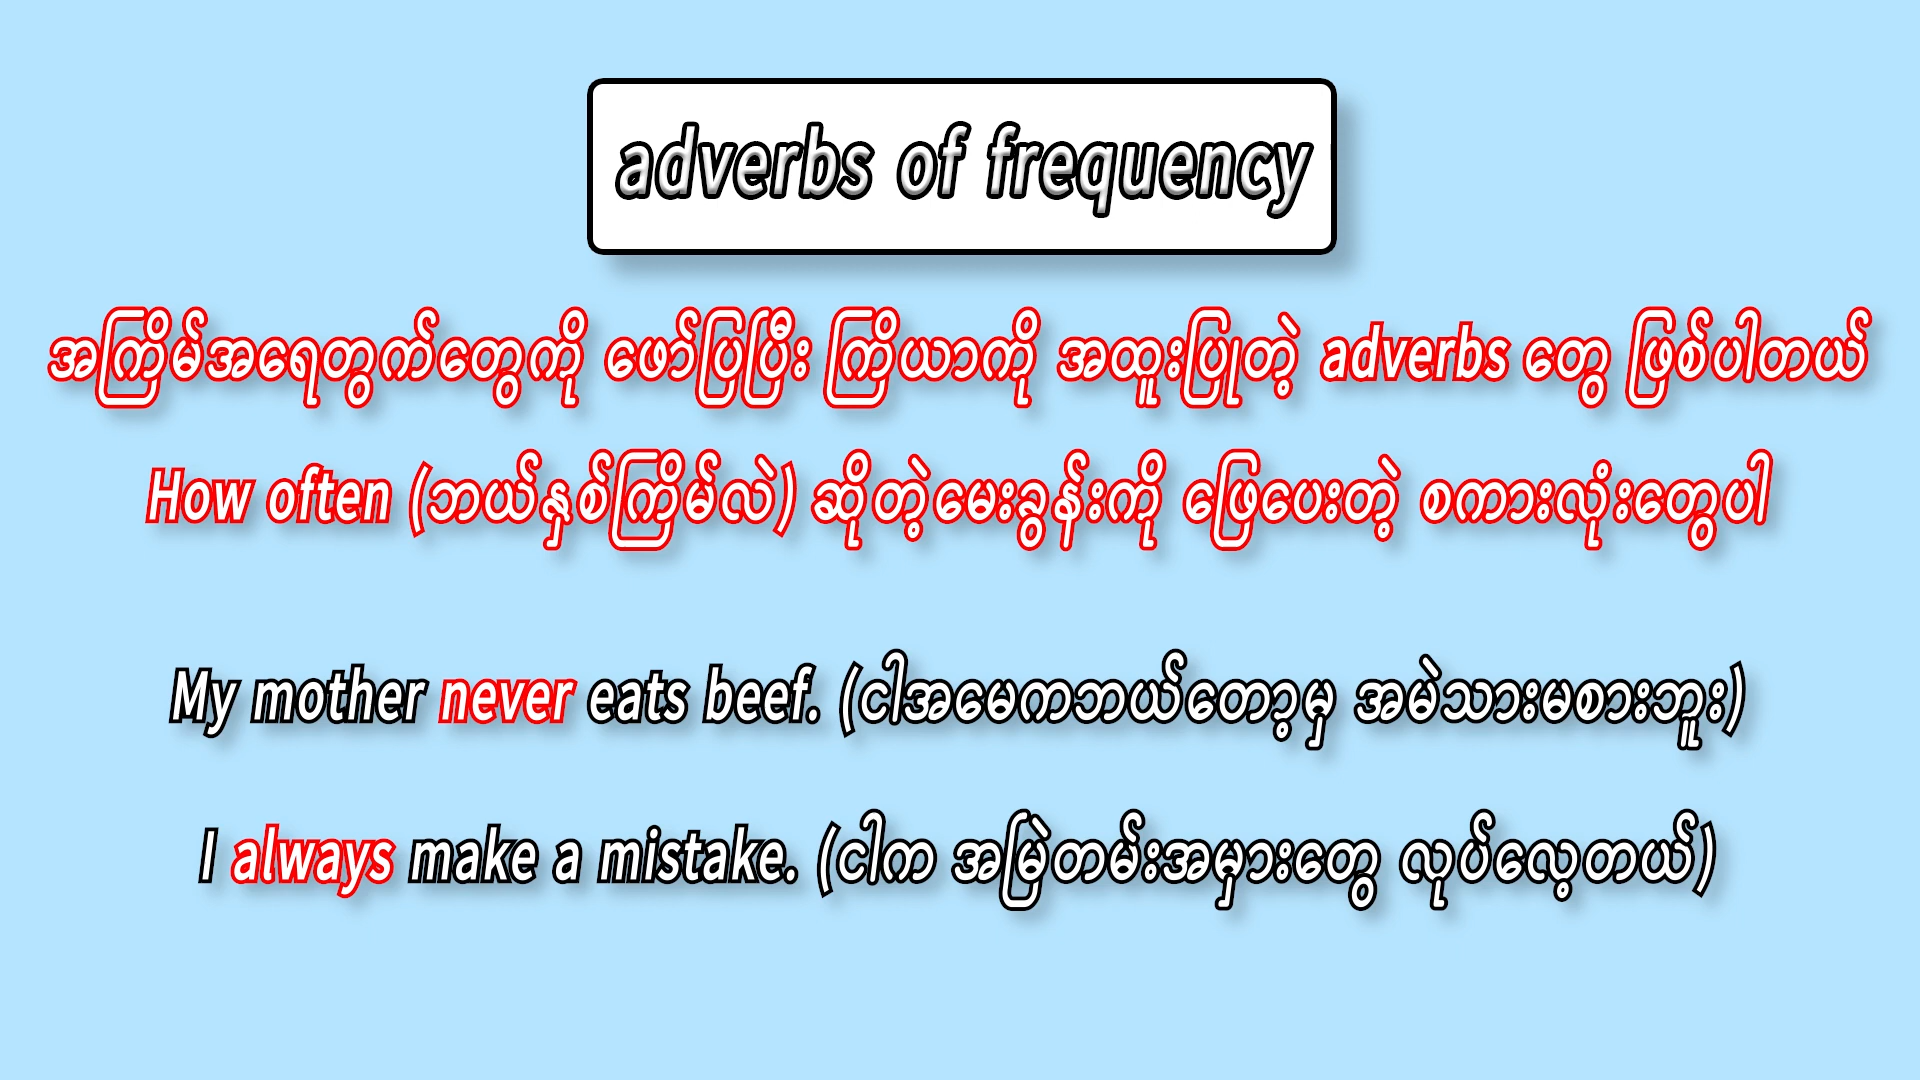 adverbs of frequency
အကြိမ်အရေတွက်တွေကို ဖော်ပြပြီး ကြိယာကို အထူးပြုတဲ့ adverbs တွေ ဖြစ်ပါတယ်
How often (ဘယ်နှစ်ကြိမ်လဲ) ဆိုတဲ့မေးခွန်းကို ဖြေပေးတဲ့ စကားလုံးတွေပါ
My mother never eats beef. (ငါအမေကဘယ်တော့မှ အမဲသားမစားဘူး)
I always make a mistake. (ငါက အမြဲတမ်းအမှားတွေ လုပ်လေ့တယ်)